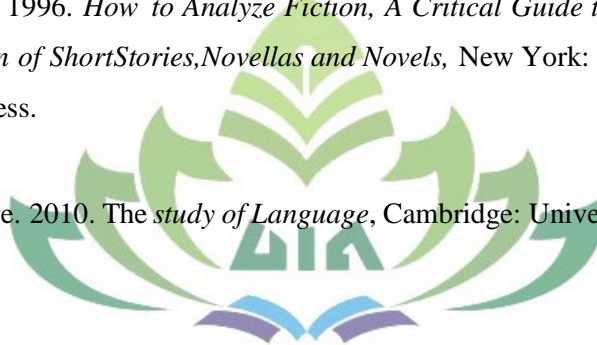 1996. How to Analyze Fiction, A Critical Guide t
n of ShortStories,Novellas and Novels, New York:
ess.
e. 2010. The study of Language, Cambridge: Unive
UIN